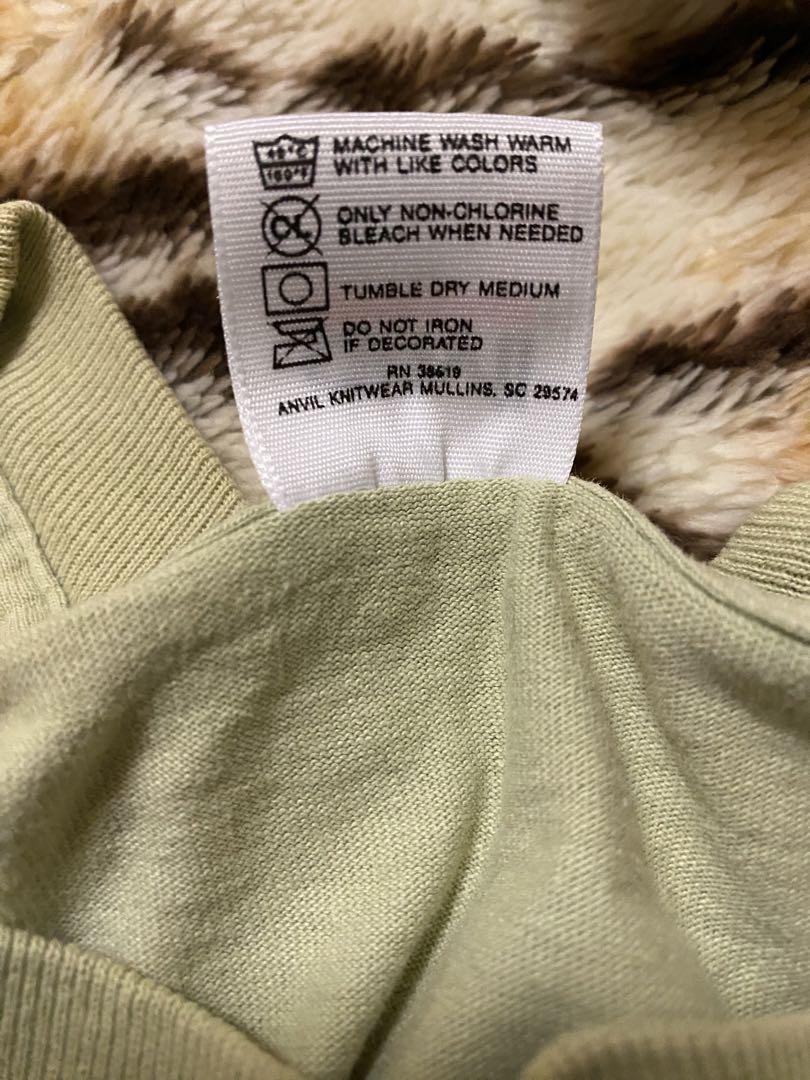 MACHINE WASH WARM
WITH LIKE COLORS
ONLY NON-CHLORINE
BLEACH WHEN NEEDED
TUMBLE DRY MEDIUM
DO NOT IRON
IF DECORATED
RN
ANVIL KNITWEAR MULLINS, SC 29574